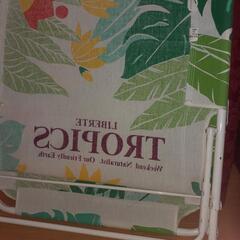 LIBERTE
TROPICS
Weekend Naturalist. Our Friendly Earth.